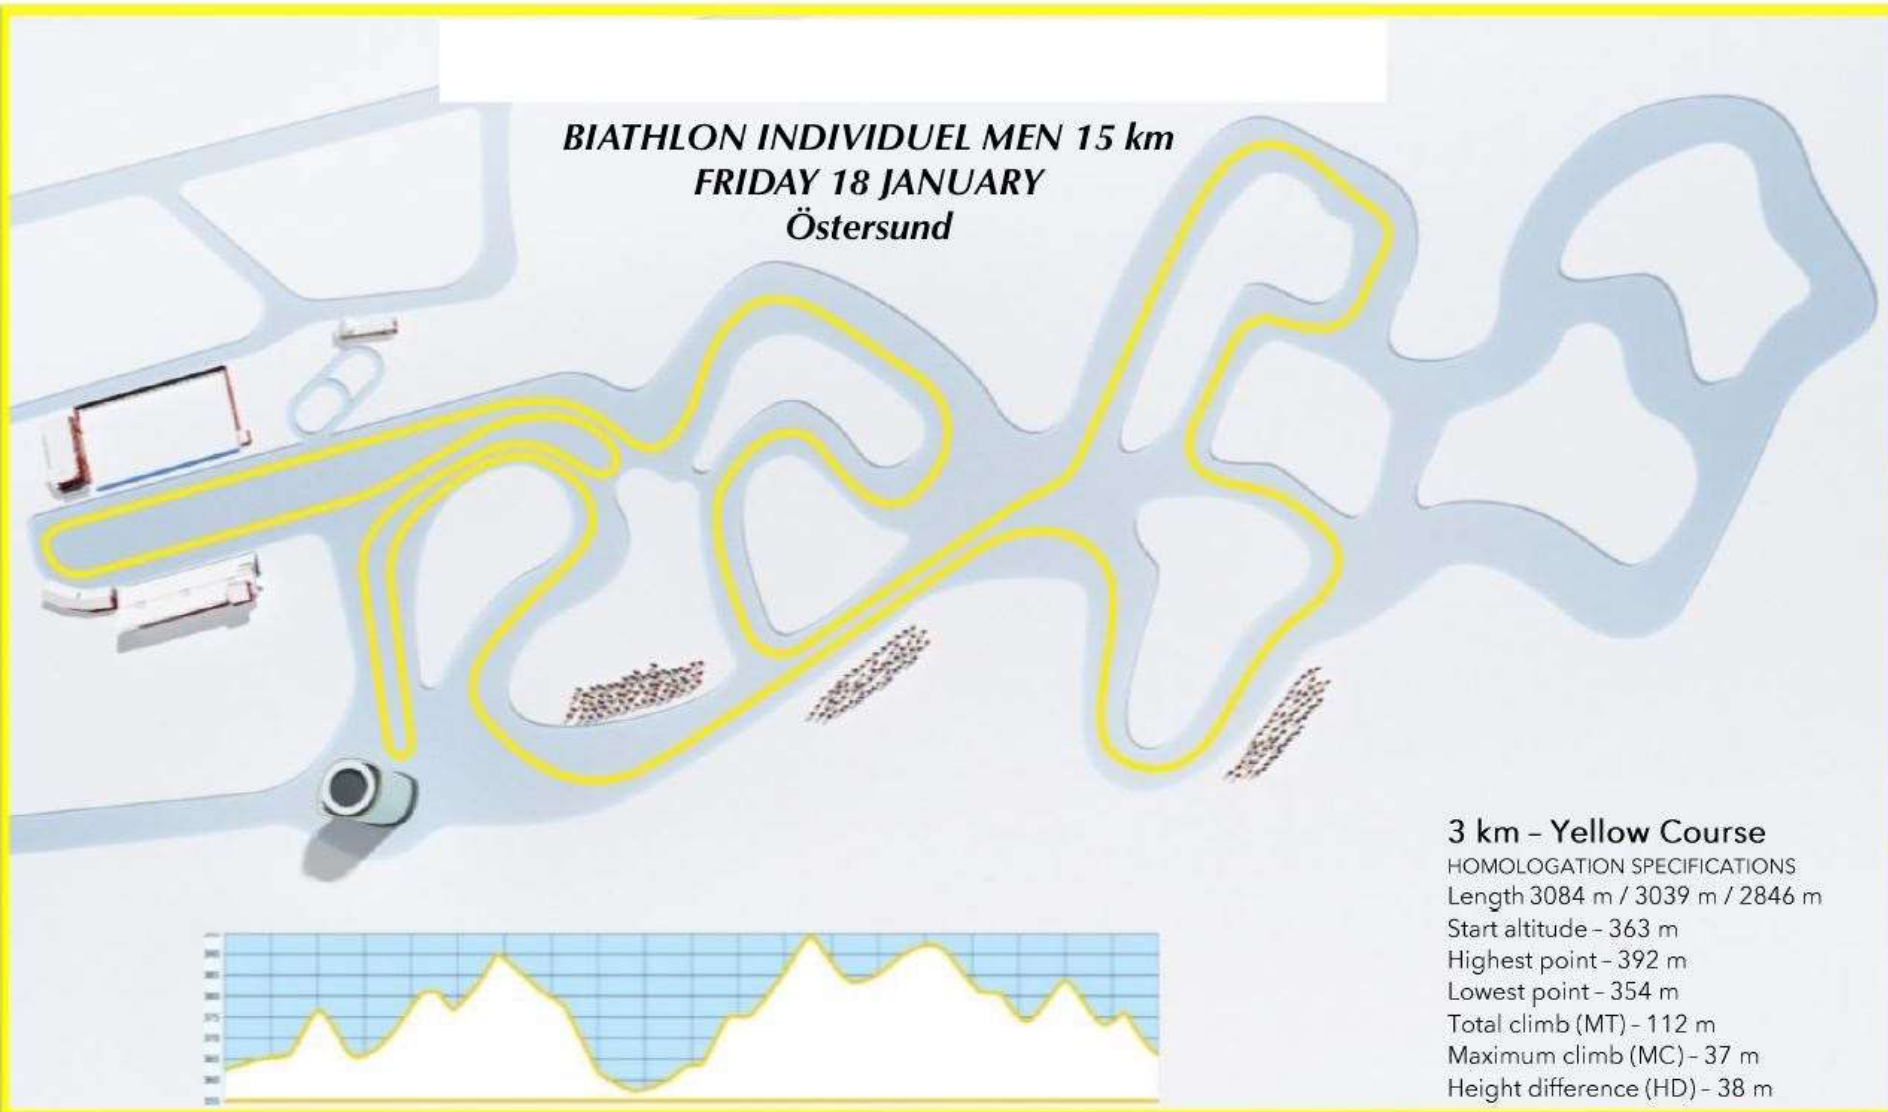 BIATHLON INDIVIDUEL MEN 15 km
FRIDAY 18 JANUARY
Östersund
3 km – Yellow Course
HOMOLOGATION SPECIFICATIONS
Length 3084 m / 3039 m / 2846 m
Start altitude – 363 m
Highest point – 392 m
Lowest point – 354 m
Total climb (MT) – 112 m
Maximum climb (MC) – 37 m
Height difference (HD) – 38 m